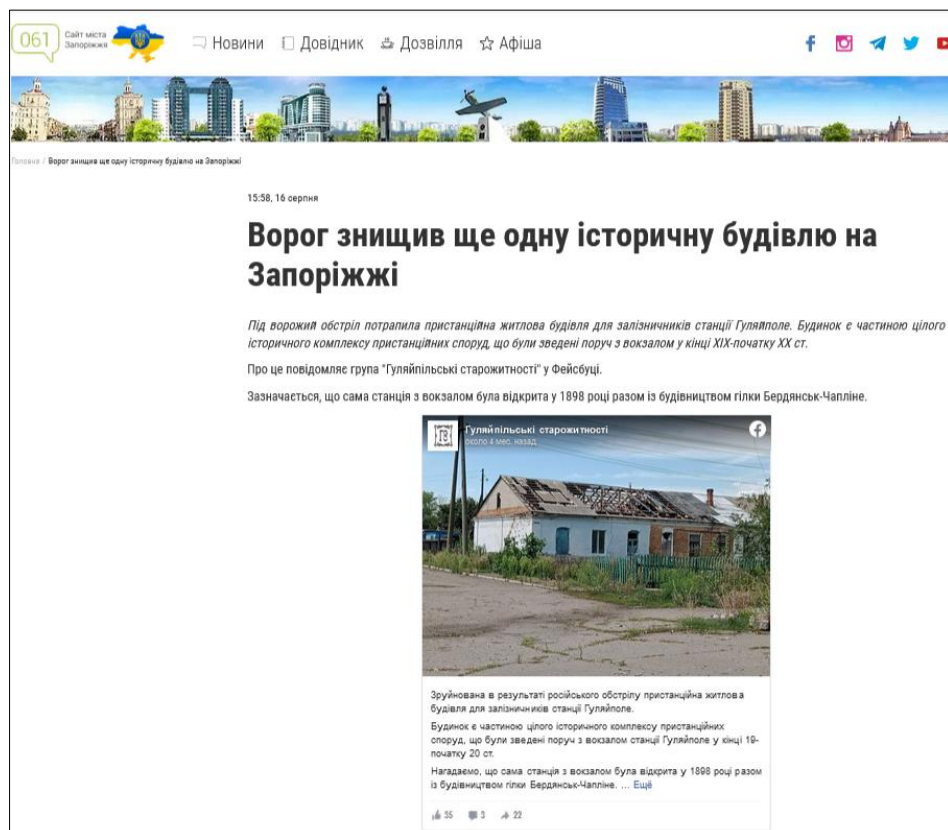 061
Сайт міста
Запоріжжя
Новини
Довідник
Дозвілля
Афіша
Головна / Ворог знищив ще одну історичну будівлю на Запоріжжі
15:58, 16 серпня
Ворог знищив ще одну історичну будівлю на
Запоріжжі
Під ворожий обстріл потрапила пристанційна житлова будівля для залізничників станції Гуляйполе. Будинок є частиною цілого
історичного комплексу пристанційних споруд, що були зведені поруч з вокзалом у кінці XIX-початку XX ст.
Про це повідомляє група "Гуляйпільські старожитності" у Фейсбуці.
Зазначається, що сама станція з вокзалом була відкрита у 1898 році разом із будівництвом гілки Бердянськ-Чапліне.
Гуляйпільські старожитності
около 4 мес. назад
Зруйнована в результаті російського обстрілу пристанційна житлова
будівля для залізничників станції Гуляйполе.
Будинок є частиною цілого історичного комплексу пристанційних
споруд, що були зведені поруч з вокзалом станції Гуляйполе у кінці 19-
початку 20 ст.
Нагадаємо, що сама станція з вокзалом була відкрита у 1898 році разом
із будівництвом гілки Бердянськ-Чапліне. ... Ещё
35
3
22